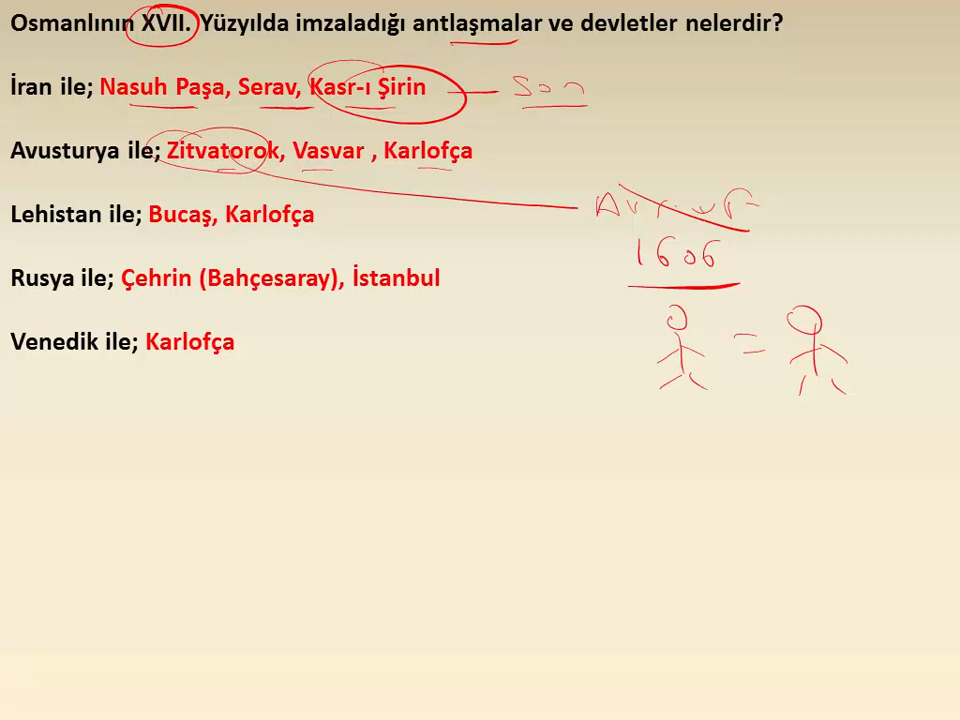 Osmanlının XVII. Yüzyılda imzaladığı antlaşmalar ve devletler nelerdir?
İran ile; Nasuh Paşa, Serav, Kasr-ı Şirin
Son
Avusturya ile; Zitvatorok, Vasvar , Karlofça
Lehistan ile; Bucaş, Karlofça
1606
Rusya ile; Çehrin (Bahçesaray), İstanbul
=
Venedik ile; Karlofça